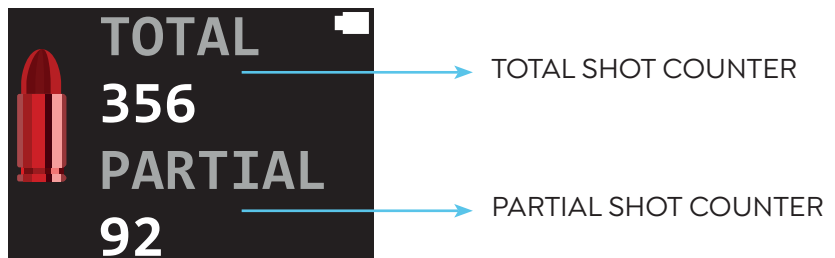 TOTAL
356
PARTIAL
92
TOTAL SHOT COUNTER
PARTIAL SHOT COUNTER